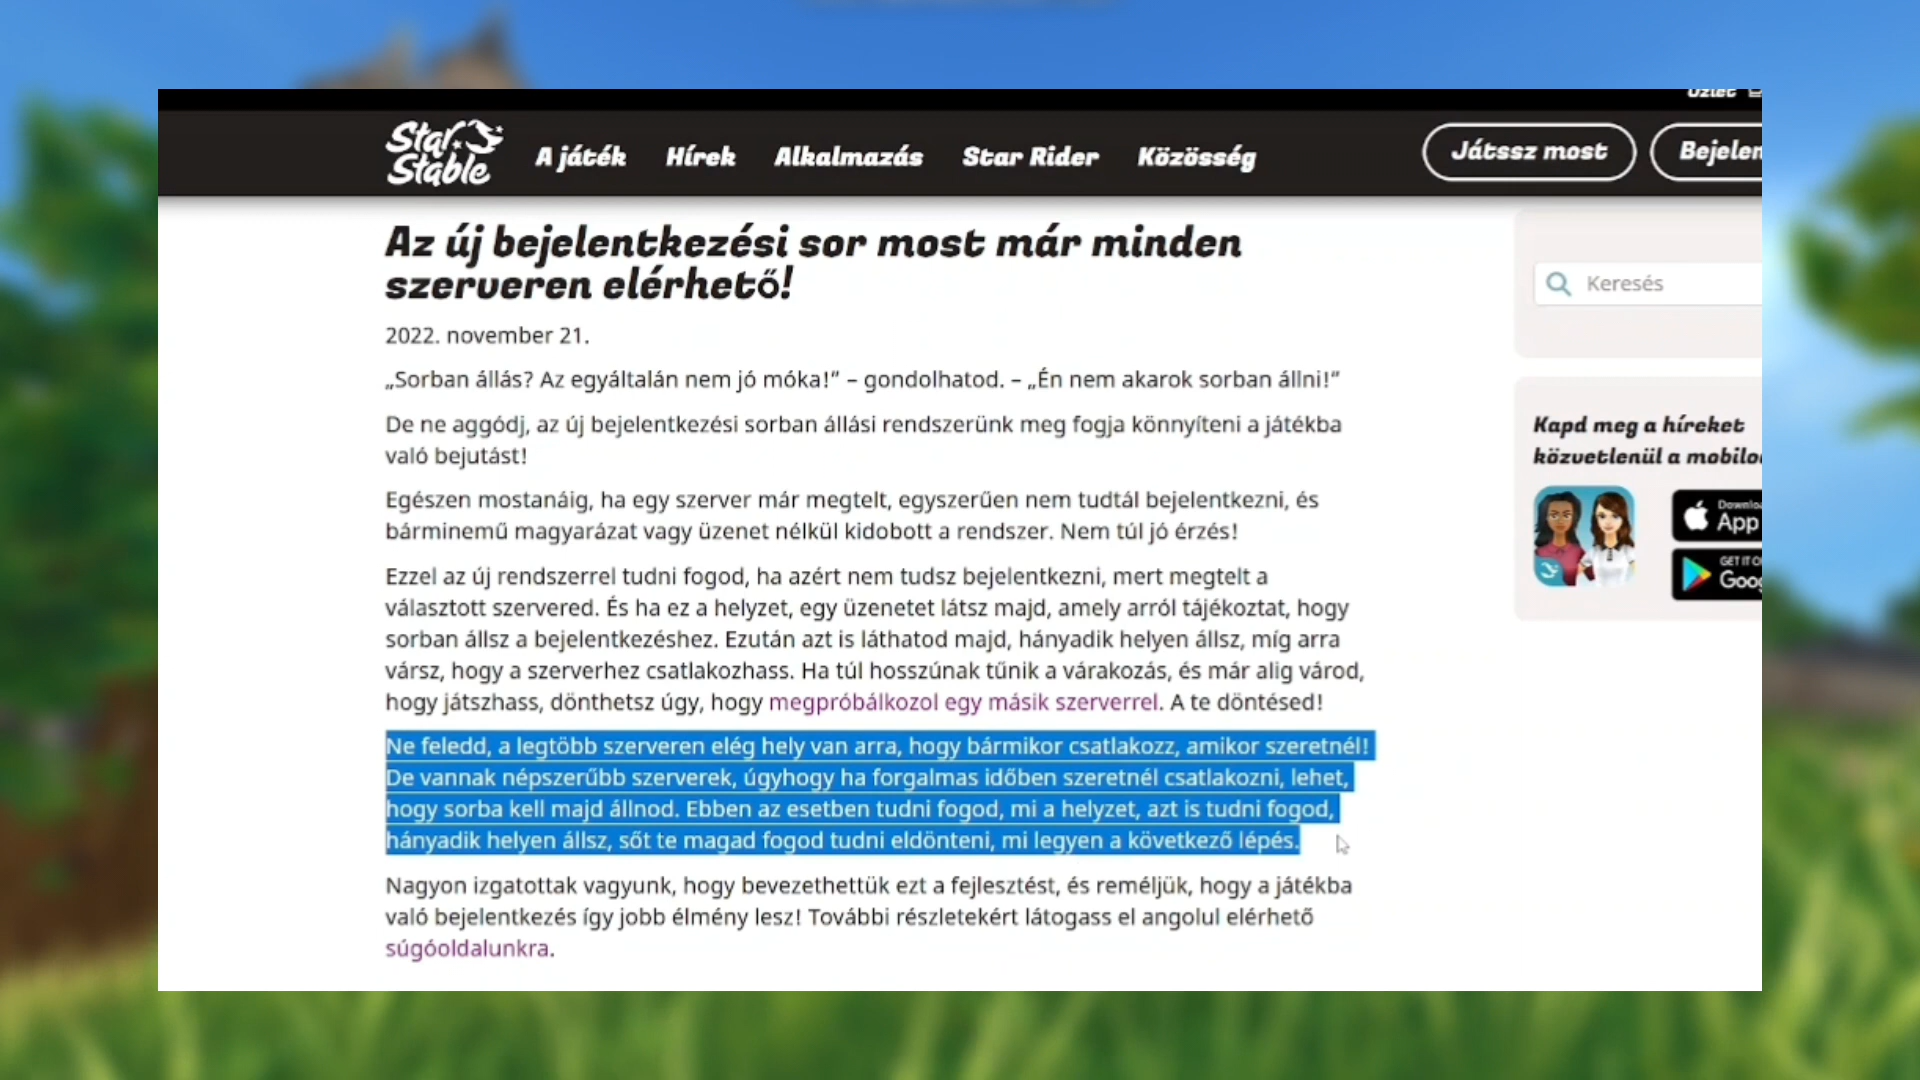 Üzlet
Star Stable
A játék Hírek Alkalmazás Star Rider Közösség
Játssz most
Az új bejelentkezési sor most már minden
szerveren elérhető!
2022. november 21.
„Sorban állás? Az egyáltalán nem jó móka!” – gondolhatod. – „Én nem akarok sorban állni!”
De ne aggódj, az új bejelentkezési sorban állási rendszerünk meg fogja könnyíteni a játékba
való bejutást!
Egészen mostanáig, ha egy szerver már megtelt, egyszerűen nem tudtál bejelentkezni, és
bárminemű magyarázat vagy üzenet nélkül kidobott a rendszer. Nem túl jó érzés!
Ezzel az új rendszerrel tudni fogod, ha azért nem tudsz bejelentkezni, mert megtelt a
választott szervered. És ha ez a helyzet, egy üzenetet látsz majd, amely arról tájékoztat, hogy
sorban állsz a bejelentkezéshez. Ezután azt is láthatod majd, hányadik helyen állsz, míg arra
vársz, hogy a szerverhez csatlakozhass. Ha túl hosszúnak tűnik a várakozás, és már alig várod,
hogy játszhass, dönthetsz úgy, hogy megpróbálkozol egy másik szerverrel. A te döntésed!
Ne feledd, a legtöbb szerveren elég hely van arra, hogy bármikor csatlakozz, amikor szeretnél!
De vannak népszerűbb szerverek, úgyhogy ha forgalmas időben szeretnél csatlakozni, lehet,
hogy sorba kell majd állnod. Ebben az esetben tudni fogod, mi a helyzet, azt is tudni fogod,
hányadik helyen állsz, sőt te magad fogod tudni eldönteni, mi legyen a következő lépés.
Nagyon izgatottak vagyunk, hogy bevezethettük ezt a fejlesztést, és reméljük, hogy a játékba
való bejelentkezés így jobb élmény lesz! További részletekért látogass el angolul elérhető
súgóoldalunkra.
Keresés
Kapd meg a híreket
közvetlenül a
App
GET IT